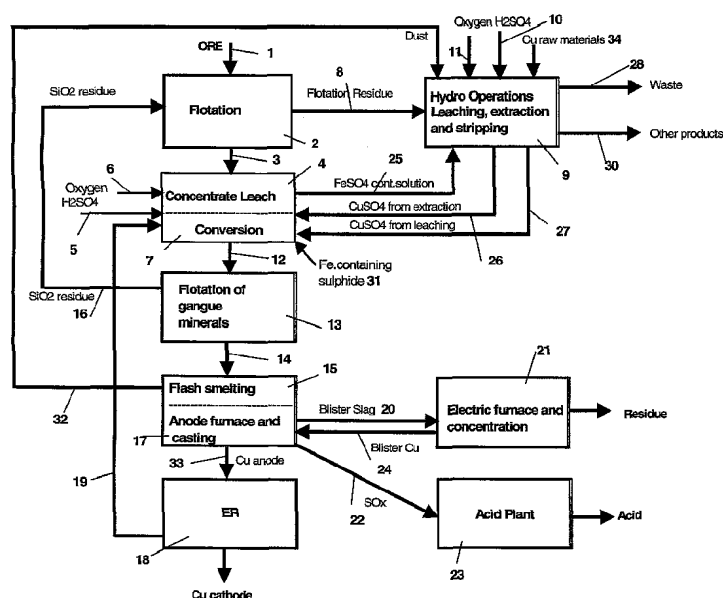 Oxygen H2SO4
10
ORE
1
Dust
11
Cu raw materials 34
28
SiO2 residue
8
Flotation Residue
Waste
Flotation
Hydro Operations
Leaching, extraction
and stripping
2
Other products
3
4
25
9
30
6
FeSO4 cont.solution
Oxygen
H2SO4
Concentrate Leach
CuSO4 from extraction
5
Conversion
CuSO4 from leaching
27
7
12
26
Fe.containing
sulphide 31
SiO2 residue
Flotation of
gangue
minerals
16
13
14
21
15
Flash smelting
32
Blister Slag 20
Electric furnace and
concentration
Residue
Anode furnace and
casting
17
Blister Cu
19
33
Cu anode
24
SOx
22
ER
Acid Plant
Acid
18
23
Cu cathode